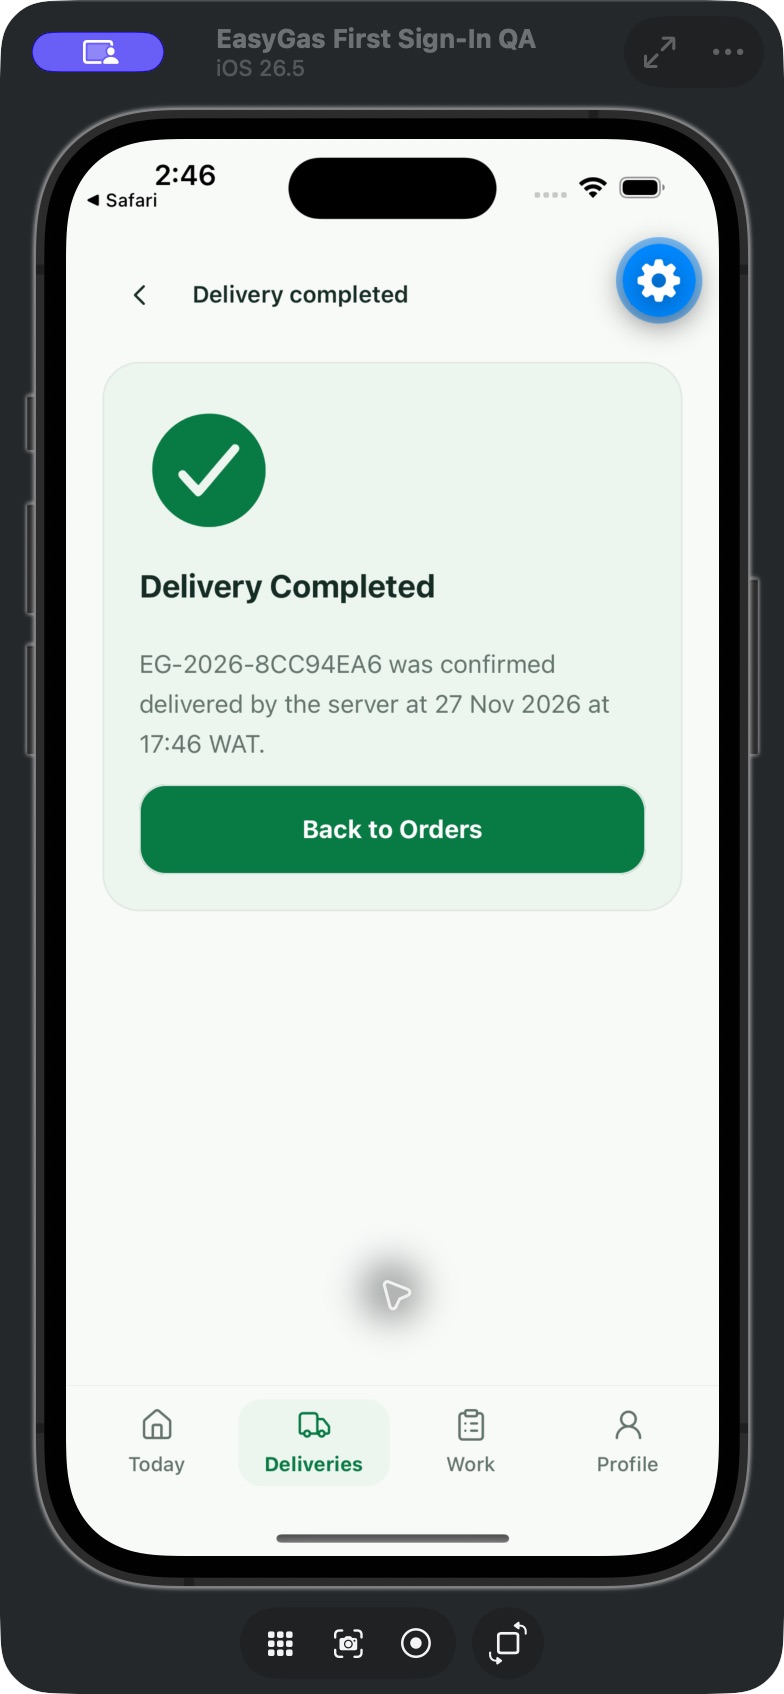 EasyGas First Sign-In QA
iOS 26.5
2:46
◀ Safari
Delivery completed
Delivery Completed
EG-2026-8CC94EA6 was confirmed
delivered by the server at 27 Nov 2026 at
17:46 WAT.
Back to Orders
Today
Deliveries
Work
Profile